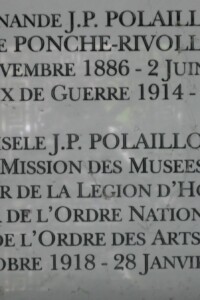 NANDE J.P. POLAILL
E PONCHE-RIVOLL
VEMBRE 1886 - 2 JUIN
X DE GUERRE 1914 -
SELE J.P. POLAILLO
MISSION DES MUSEES
R DE LA LEGION D'HO
DE L'ORDRE NATION
DE L'ORDRE DES ARTS
OBRE 1918 - 28 JANVI